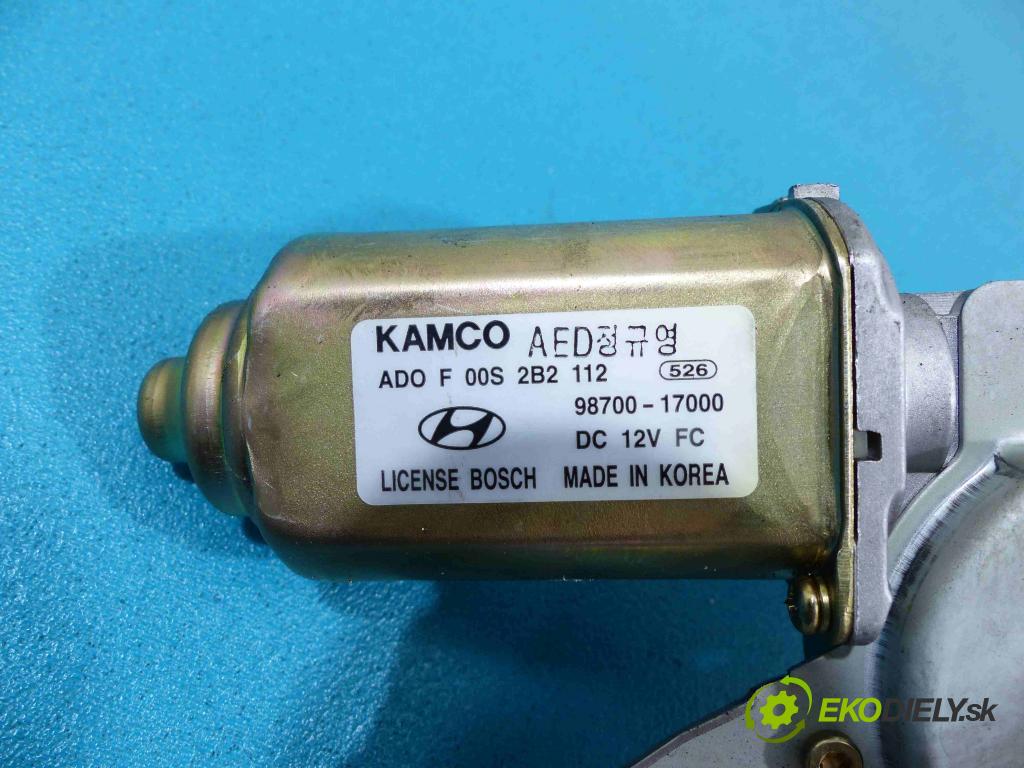 KAMCO AED정규영
ADO F 00S 2B2 112 526
98700-17000
DC 12V FC
LICENSE BOSCH MADE IN KOREA
EKODIELY.sk